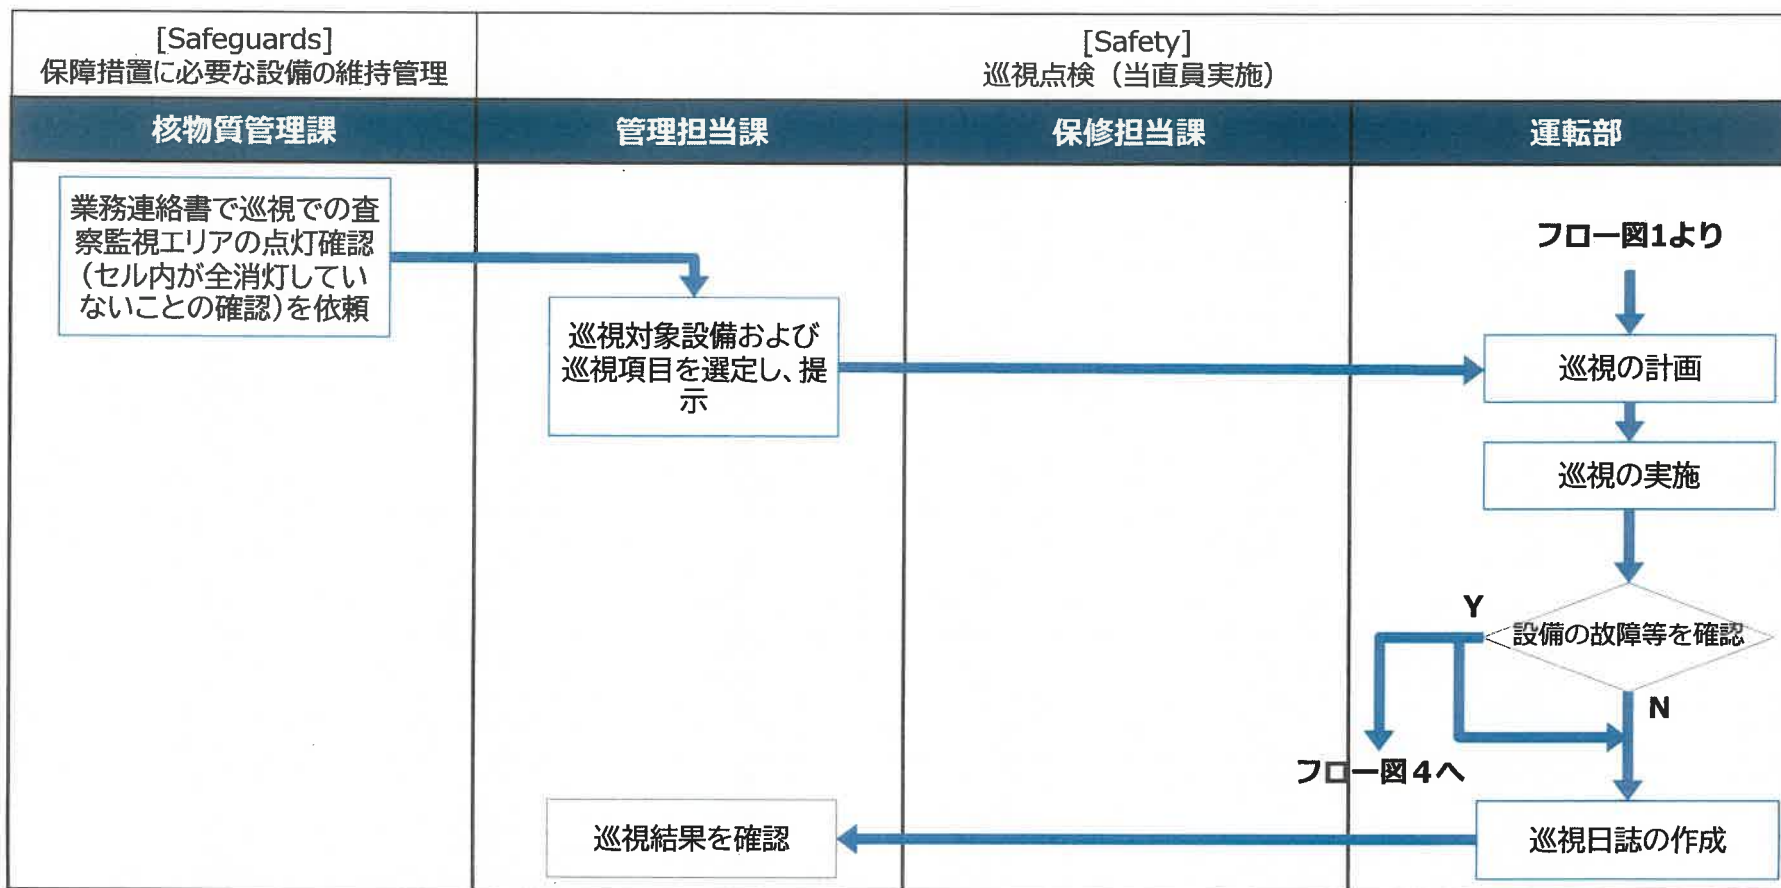 [Safeguards]
保障措置に必要な設備の維持管理
[Safety]
巡視点検（当直員実施）
核物質管理課
管理担当課
保修担当課
運転部
業務連絡書で巡視での査
察監視エリアの点灯確認
（セル内が全消灯してい
ないことの確認）を依頼
フロー図1より
巡視対象設備および
巡視項目を選定し、提
示
巡視の計画
巡視の実施
Y
設備の故障等を確認
N
フロー図４へ
巡視結果を確認
巡視日誌の作成